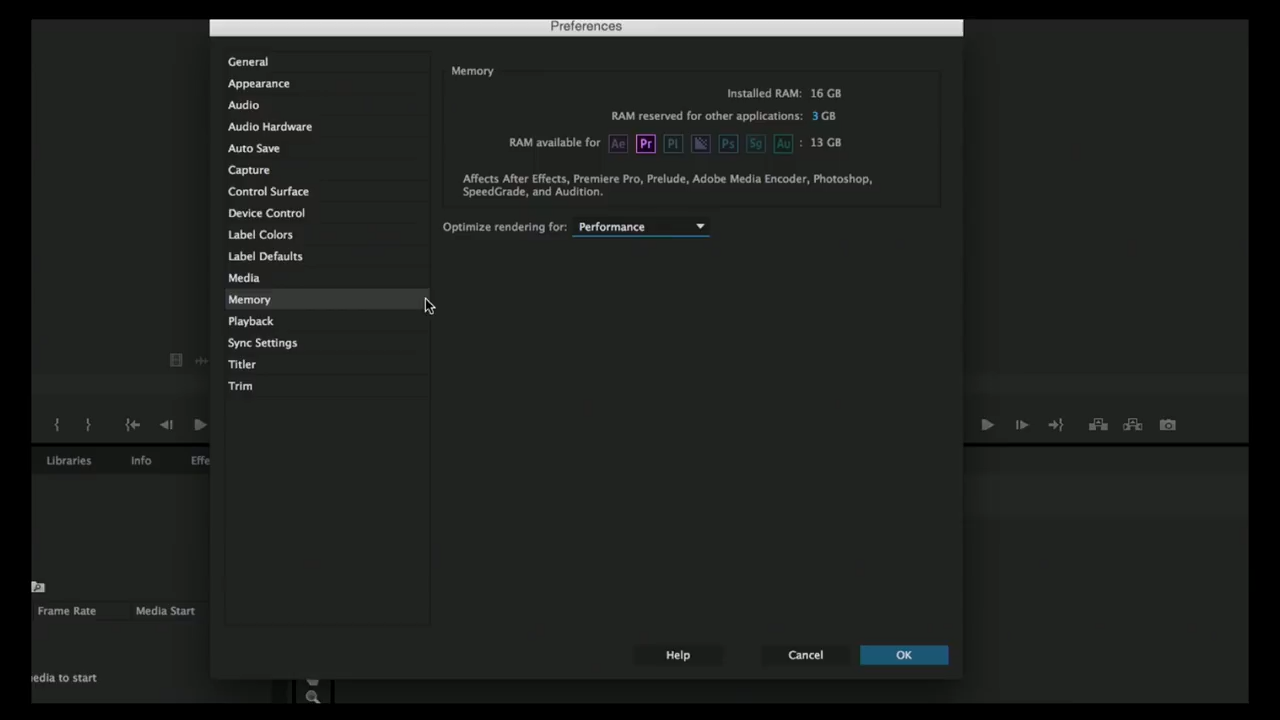 Preferences
General
Appearance
Audio
Audio Hardware
Auto Save
Capture
Control Surface
Device Control
Label Colors
Label Defaults
Media
Memory
Playback
Sync Settings
Titler
Trim
Memory
Installed RAM: 16 GB
RAM reserved for other applications: 3 GB
RAM available for Ae Pr Pl Ps Sg Au : 13 GB
Affects After Effects, Premiere Pro, Prelude, Adobe Media Encoder, Photoshop,
SpeedGrade, and Audition.
Optimize rendering for: Performance
Help
Cancel
OK
Libraries
Info
Effe
Frame Rate
Media Start
edia to start